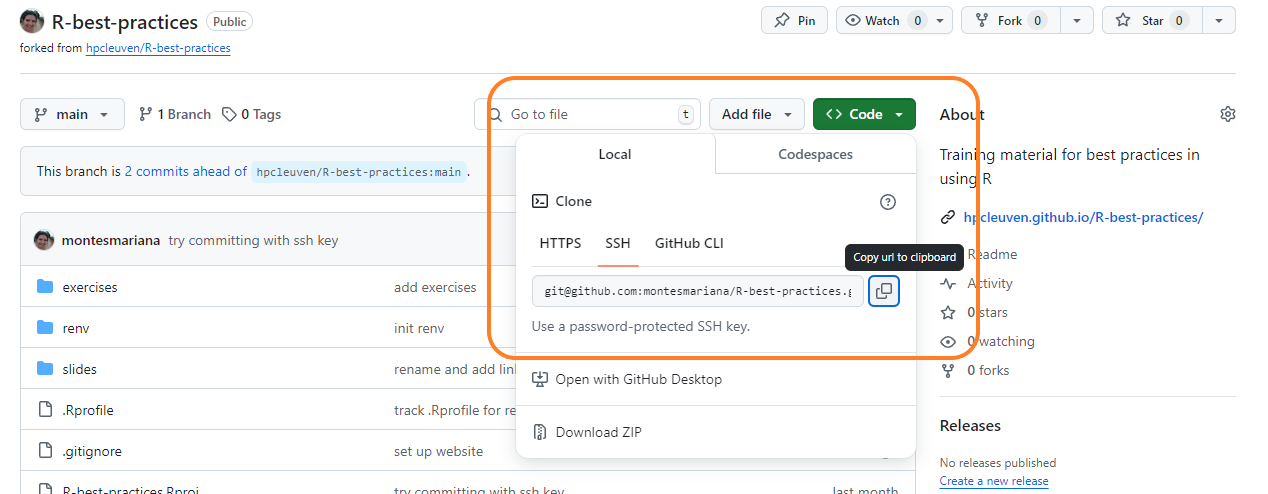 R-best-practices Public Pin Watch 0 Fork 0 Star 0
forked from hpcleuven/R-best-practices
main 1 Branch 0 Tags Go to file t Add file <> Code About
This branch is 2 commits ahead of hpcleuven/R-best-practices:main.
Local Codespaces
Training material for best practices in
using R
Clone
hpcleuven.github.io/R-best-practices/
montesmariana try committing with ssh key
HTTPS SSH GitHub CLI
Copy url to clipboard
Readme
exercises add exercises
git@github.com:montesmariana/R-best-practices.g
Activity
0 stars
renv init renv
Use a password-protected SSH key.
0 watching
slides rename and add lin
Open with GitHub Desktop
0 forks
.Rprofile track .Rprofile for re
Releases
.gitignore set up website
Download ZIP
No releases published
Create a new release
R-best-practices.Rproj try committing with ssh key last month